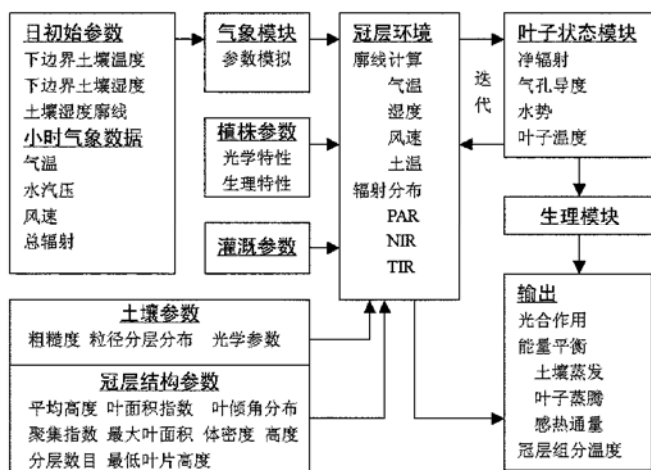 日初始参数
下边界土壤温度
下边界土壤湿度
土壤湿度廓线
小时气象数据
气温
水汽压
风速
总辐射
气象模块
参数模拟
植株参数
光学特性
生理特性
灌溉参数
冠层环境
廓线计算
气温
湿度
风速
土温
辐射分布
PAR
NIR
TIR
迭
代
叶子状态模块
净辐射
气孔导度
水势
叶子温度
生理模块
输出
光合作用
能量平衡
土壤蒸发
叶子蒸腾
感热通量
冠层组分温度
土壤参数
粗糙度 粒径分层分布 光学参数
冠层结构参数
平均高度 叶面积指数 叶倾角分布
聚集指数 最大叶面积 体密度 高度
分层数目 最低叶片高度